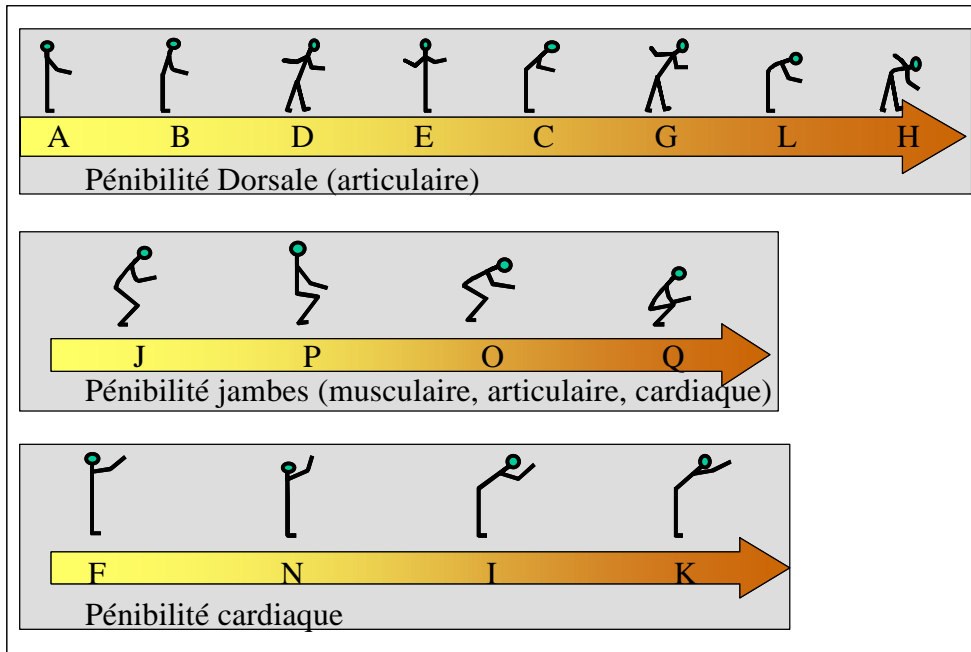 A B D E C G L H
Pénibilité Dorsale (articulaire)
J P O Q
Pénibilité jambes (musculaire, articulaire, cardiaque)
F N I K
Pénibilité cardiaque